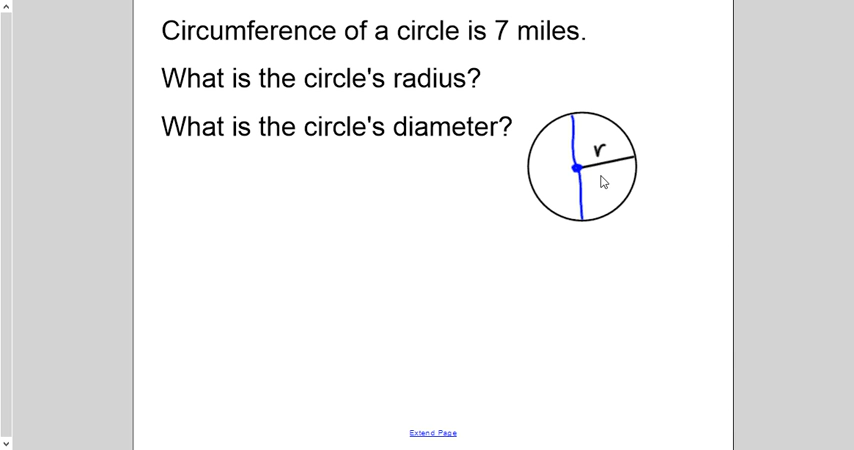 Circumference of a circle is 7 miles.
What is the circle's radius?
What is the circle's diameter?
r
Extend Page